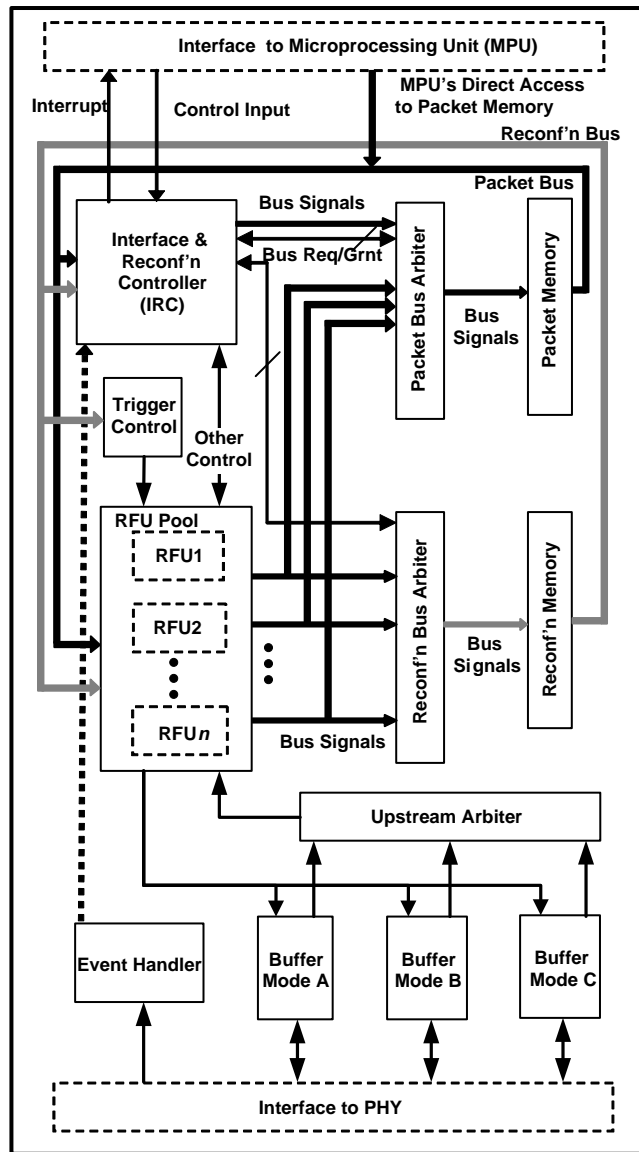 Interface to Microprocessing Unit (MPU)
Interrupt
Control Input
MPU's Direct Access
to Packet Memory
Reconf'n Bus
Packet Bus
Interface &
Reconf'n
Controller
(IRC)
Bus Signals
Bus Req/Grnt
Packet Bus Arbiter
Bus
Signals
Packet Memory
Trigger
Control
Other
Control
RFU Pool
RFU1
RFU2
RFUn
Bus Signals
Reconf'n Bus Arbiter
Bus
Signals
Reconf'n Memory
Upstream Arbiter
Event Handler
Buffer
Mode A
Buffer
Mode B
Buffer
Mode C
Interface to PHY